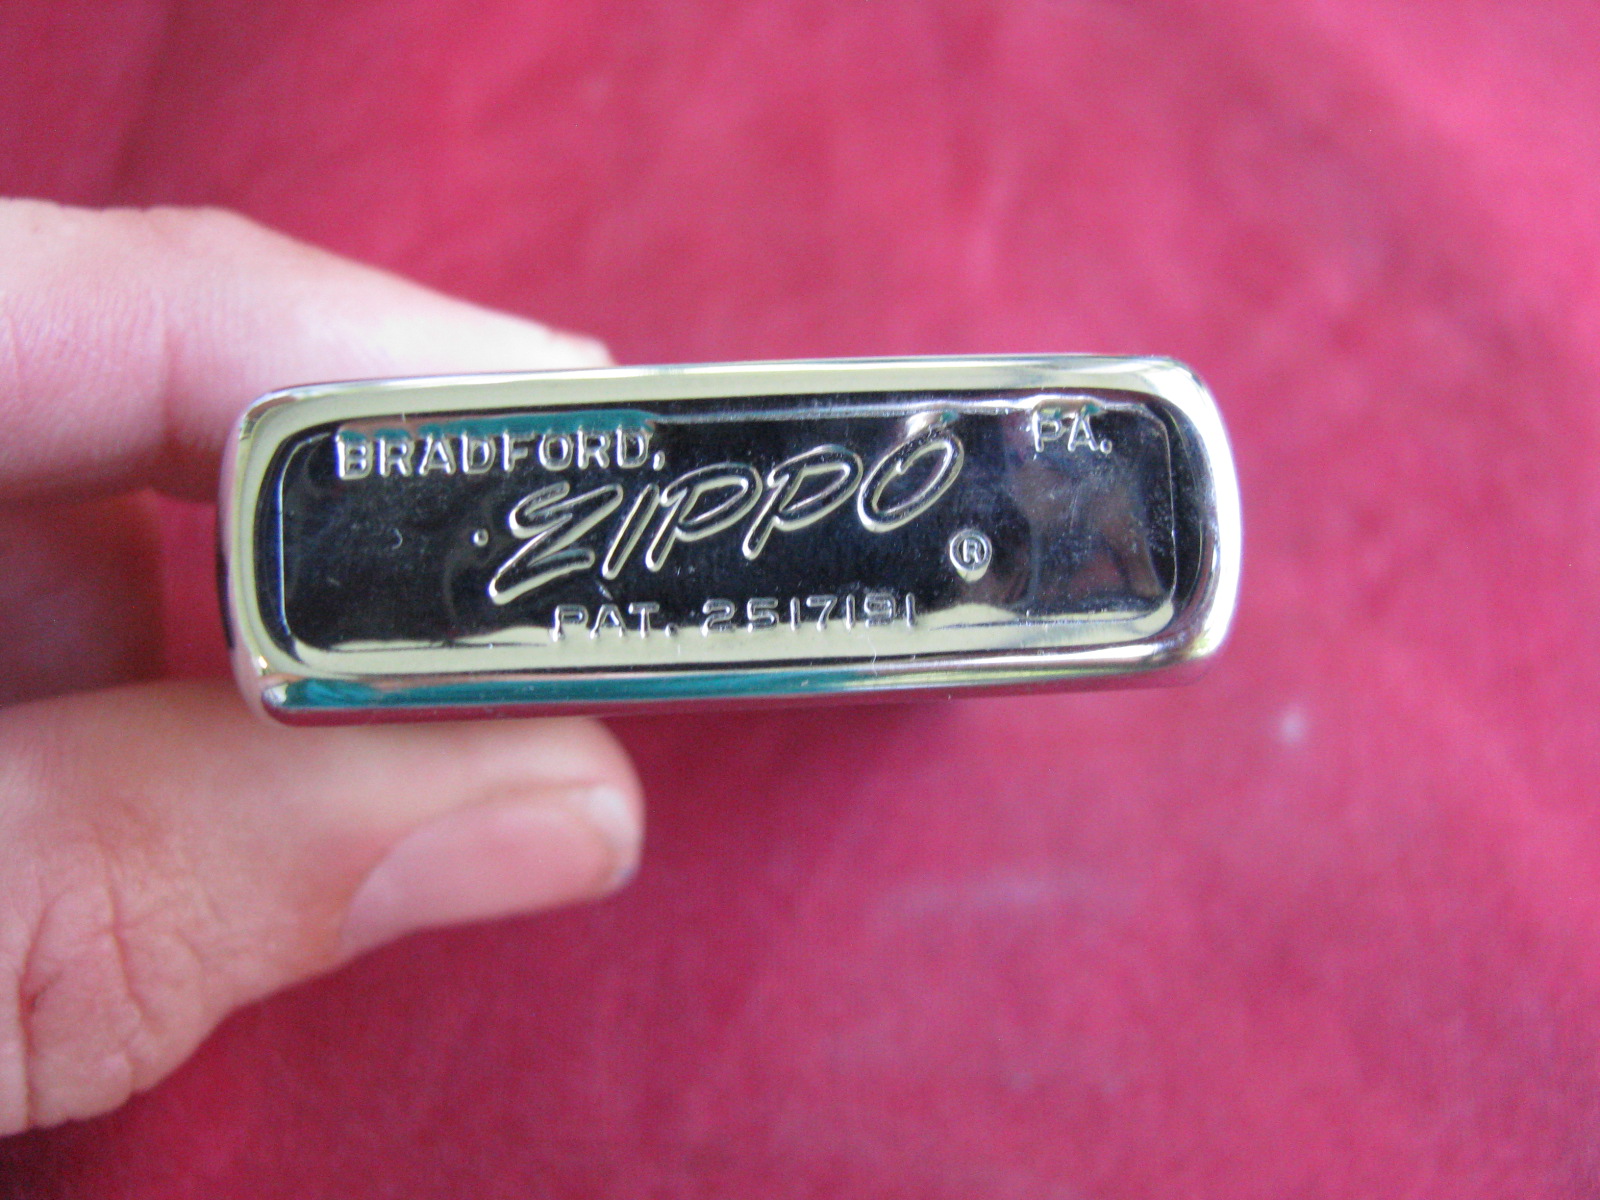 BRADFORD, PA.
ZIPPO ®
PAT. 2517191